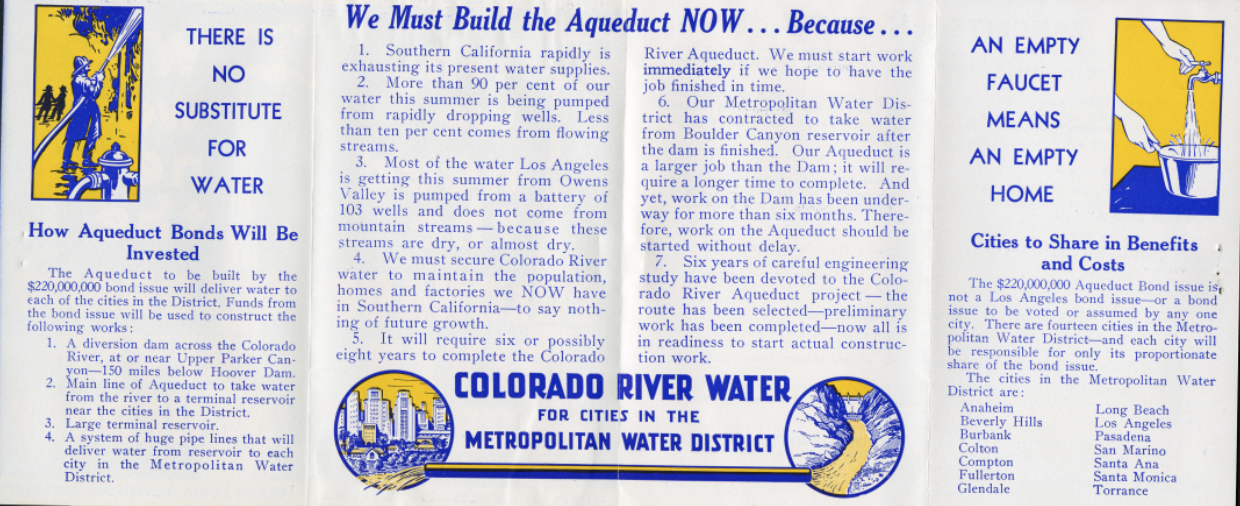 THERE IS
NO
SUBSTITUTE
FOR
WATER
How Aqueduct Bonds Will Be
Invested
The Aqueduct to be built by the
$220,000,000 bond issue will deliver water to
each of the cities in the District. Funds from
the bond issue will be used to construct the
following works:
1. A diversion dam across the Colorado
River, at or near Upper Parker Can-
yon—150 miles below Hoover Dam.
2. Main line of Aqueduct to take water
from the river to a terminal reservoir
near the cities in the District.
3. Large terminal reservoir.
4. A system of huge pipe lines that will
deliver water from reservoir to each
city in the Metropolitan Water
District.
We Must Build the Aqueduct NOW... Because...
1. Southern California rapidly is
exhausting its present water supplies.
2. More than 90 per cent of our
water this summer is being pumped
from rapidly dropping wells. Less
than ten per cent comes from flowing
streams.
3. Most of the water Los Angeles
is getting this summer from Owens
Valley is pumped from a battery of
103 wells and does not come from
mountain streams—because these
streams are dry, or almost dry.
4. We must secure Colorado River
water to maintain the population,
homes and factories we NOW have
in Southern California—to say noth-
ing of future growth.
5. It will require six or possibly
eight years to complete the Colorado
River Aqueduct. We must start work
immediately if we hope to have the
job finished in time.
6. Our Metropolitan Water Dis-
trict has contracted to take water
from Boulder Canyon reservoir after
the dam is finished. Our Aqueduct is
a larger job than the Dam; it will re-
quire a longer time to complete. And
yet, work on the Dam has been under-
way for more than six months. There-
fore, work on the Aqueduct should be
started without delay.
7. Six years of careful engineering
study have been devoted to the Colo-
rado River Aqueduct project—the
route has been selected—preliminary
work has been completed—now all is
in readiness to start actual construc-
tion work.
COLORADO RIVER WATER
FOR CITIES IN THE
METROPOLITAN WATER DISTRICT
AN EMPTY
FAUCET
MEANS
AN EMPTY
HOME
Cities to Share in Benefits
and Costs
The $220,000,000 Aqueduct Bond issue is
not a Los Angeles bond issue—or a bond
issue to be voted or assumed by any one
city. There are fourteen cities in the Metro-
politan Water District—and each city will
be responsible for only its proportionate
share of the bond issue.
The cities in the Metropolitan Water
District are:
Anaheim
Beverly Hills
Burbank
Colton
Compton
Fullerton
Glendale
Long Beach
Los Angeles
Pasadena
San Marino
Santa Ana
Santa Monica
Torrance